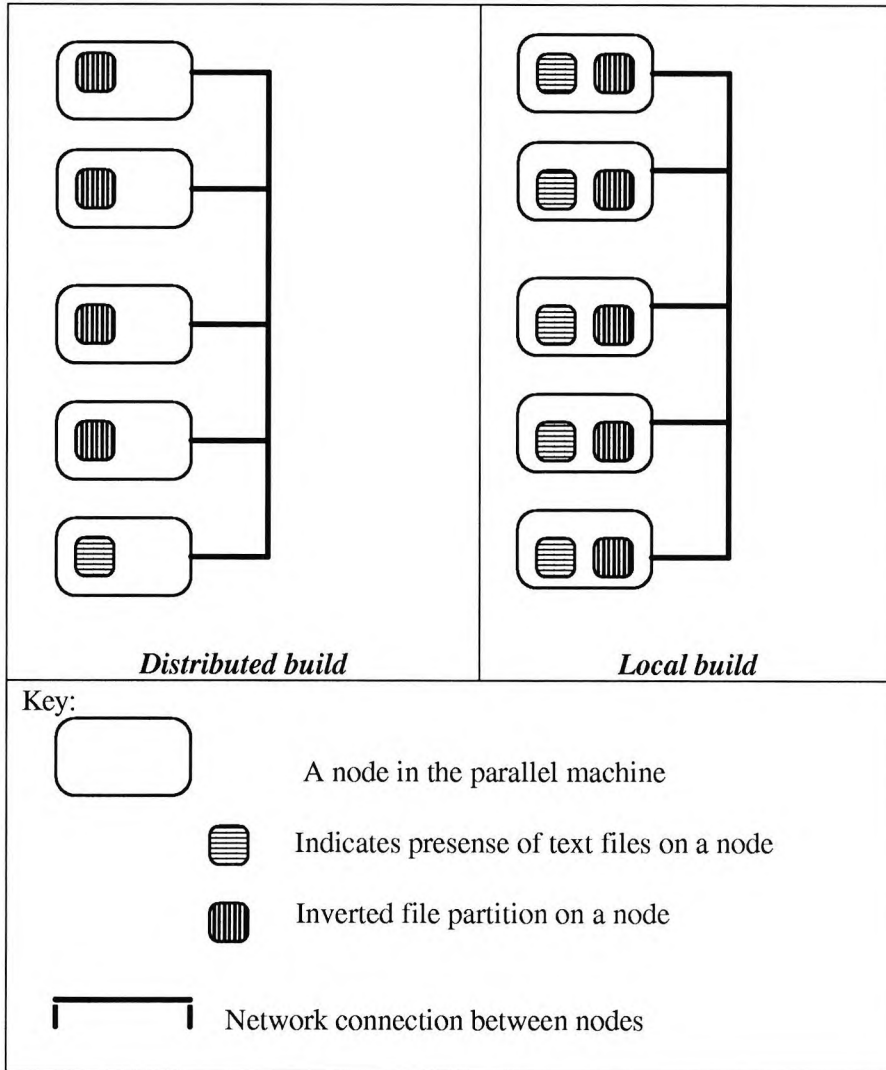 Distributed build
Local build
Key:
A node in the parallel machine
Indicates presense of text files on a node
Inverted file partition on a node
Network connection between nodes